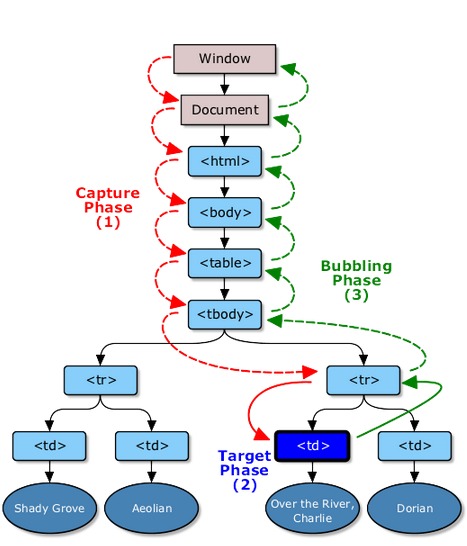 Window
Document
<html>
Capture
Phase
(1)
<body>
<table>
Bubbling
Phase
(3)
<tbody>
<tr>
<tr>
<td>
<td>
<td>
<td>
Target
Phase
(2)
Shady Grove
Aeolian
Over the River,
Charlie
Dorian